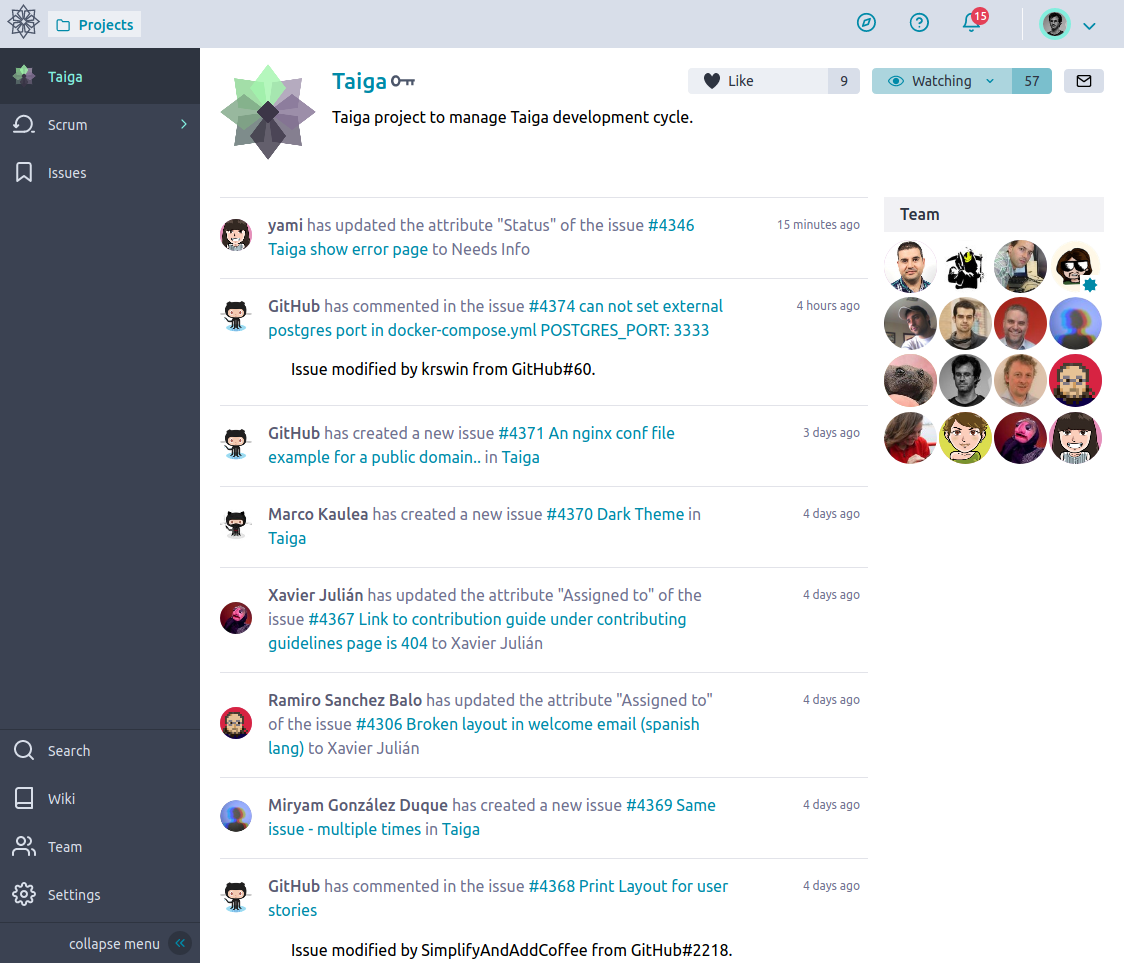 Projects
15
Taiga
Scrum
Issues
Search
Wiki
Team
Settings
collapse menu
Taiga
Like 9
Watching 57
Taiga project to manage Taiga development cycle.
yami has updated the attribute "Status" of the issue #4346 15 minutes ago
Taiga show error page to Needs Info
GitHub has commented in the issue #4374 can not set external 4 hours ago
postgres port in docker-compose.yml POSTGRES_PORT: 3333
Issue modified by krswin from GitHub#60.
GitHub has created a new issue #4371 An nginx conf file 3 days ago
example for a public domain.. in Taiga
Marco Kaulea has created a new issue #4370 Dark Theme in 4 days ago
Taiga
Xavier Julián has updated the attribute "Assigned to" of the 4 days ago
issue #4367 Link to contribution guide under contributing
guidelines page is 404 to Xavier Julián
Ramiro Sanchez Balo has updated the attribute "Assigned to" 4 days ago
of the issue #4306 Broken layout in welcome email (spanish
lang) to Xavier Julián
Miryam González Duque has created a new issue #4369 Same 4 days ago
issue - multiple times in Taiga
GitHub has commented in the issue #4368 Print Layout for user 4 days ago
stories
Issue modified by SimplifyAndAddCoffee from GitHub#2218.
Team